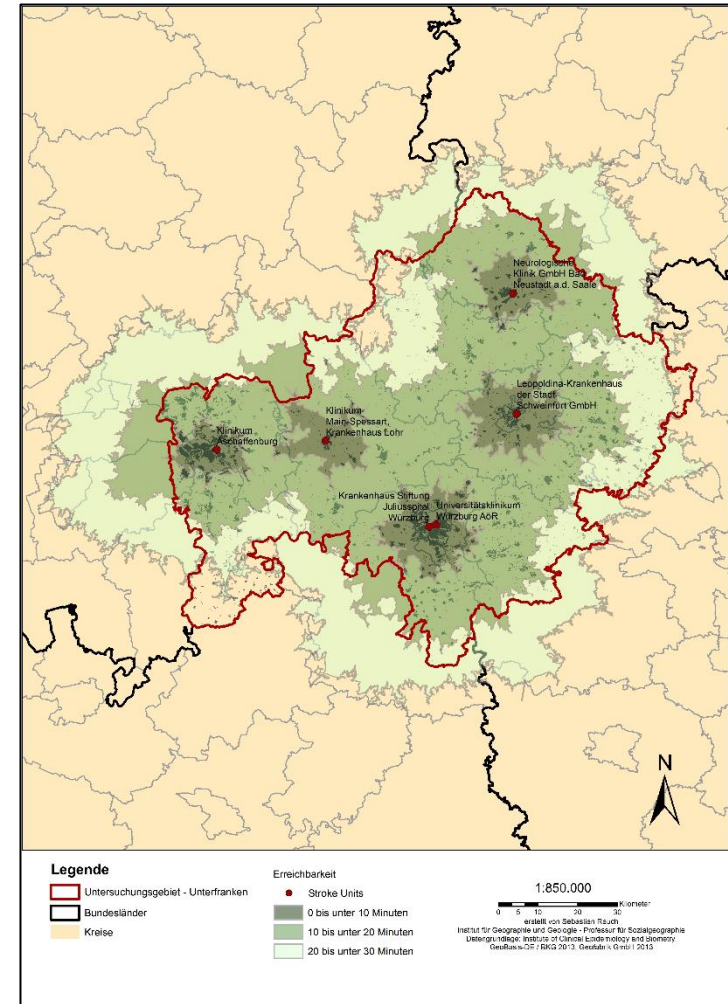 Neurologische
Klinik GmbH Bad
Neustadt a.d. Saale
Leopoldina-Krankenhaus
der Stadt
Schweinfurt GmbH
Klinikum
Main-Spessart,
Krankenhaus Lohr
Klinikum
Aschaffenburg
Krankenhaus Stiftung
Juliusspital
Würzburg
Universitätsklinikum
Würzburg AöR
N
Legende
Untersuchungsgebiet - Unterfranken
Bundesländer
Kreise
Erreichbarkeit
Stroke Units
0 bis unter 10 Minuten
10 bis unter 20 Minuten
20 bis unter 30 Minuten
1:850.000
Kilometer
0 5 10 20 30
erstellt von Sebastian Rauch
Institut für Geographie und Geologie - Professur für Sozialgeographie
Datengrundlage: Institute of Clinical Epidemiology and Biometry
GeoBasis-DE / BKG 2013, Geofabrik GmbH 2013